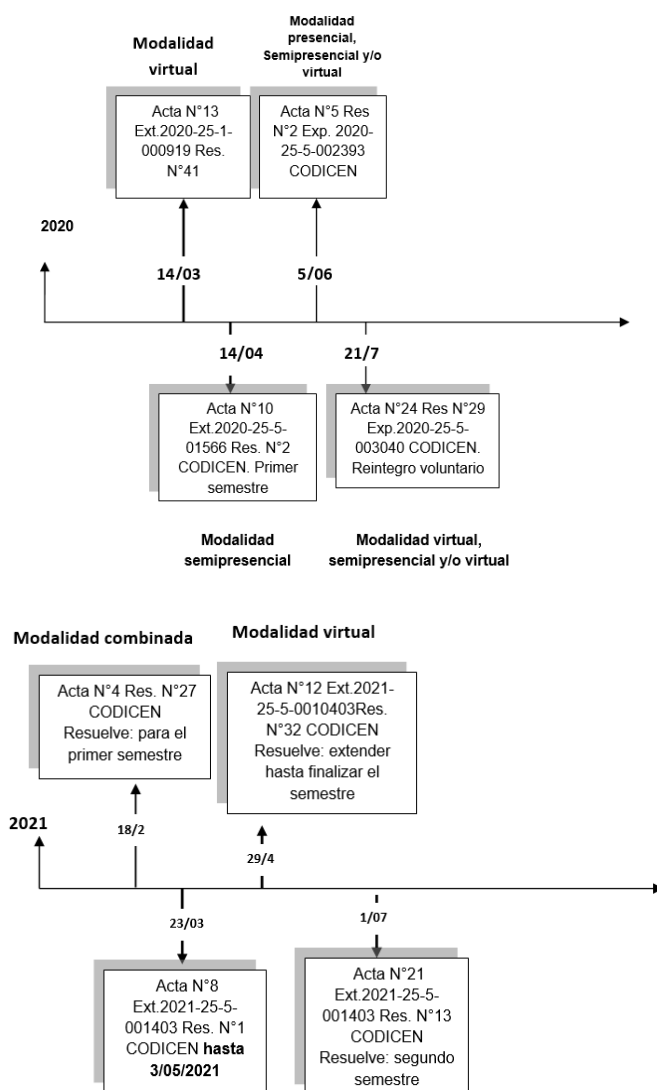 Modalidad
virtual
Modalidad
presencial,
Semipresencial y/o
virtual
Acta N°13
Ext.2020-25-1-
000919 Res.
N°41
Acta N°5 Res
N°2 Exp. 2020-
25-5-002393
CODICEN
2020
14/03
5/06
14/04
21/7
Acta N°10
Ext.2020-25-5-
01566 Res. N°2
CODICEN. Primer
semestre
Acta N°24 Res N°29
Exp.2020-25-5-
003040 CODICEN.
Reintegro voluntario
Modalidad
semipresencial
Modalidad virtual,
semipresencial y/o virtual
Modalidad combinada
Modalidad virtual
Acta N°4 Res. N°27
CODICEN
Resuelve: para el
primer semestre
Acta N°12 Ext.2021-
25-5-0010403Res.
N°32 CODICEN
Resuelve: extender
hasta finalizar el
semestre
2021
18/2
29/4
23/03
1/07
Acta N°8
Ext.2021-25-5-
001403 Res. N°1
CODICEN hasta
3/05/2021
Acta N°21
Ext.2021-25-5-
001403 Res. N°13
CODICEN
Resuelve: segundo
semestre